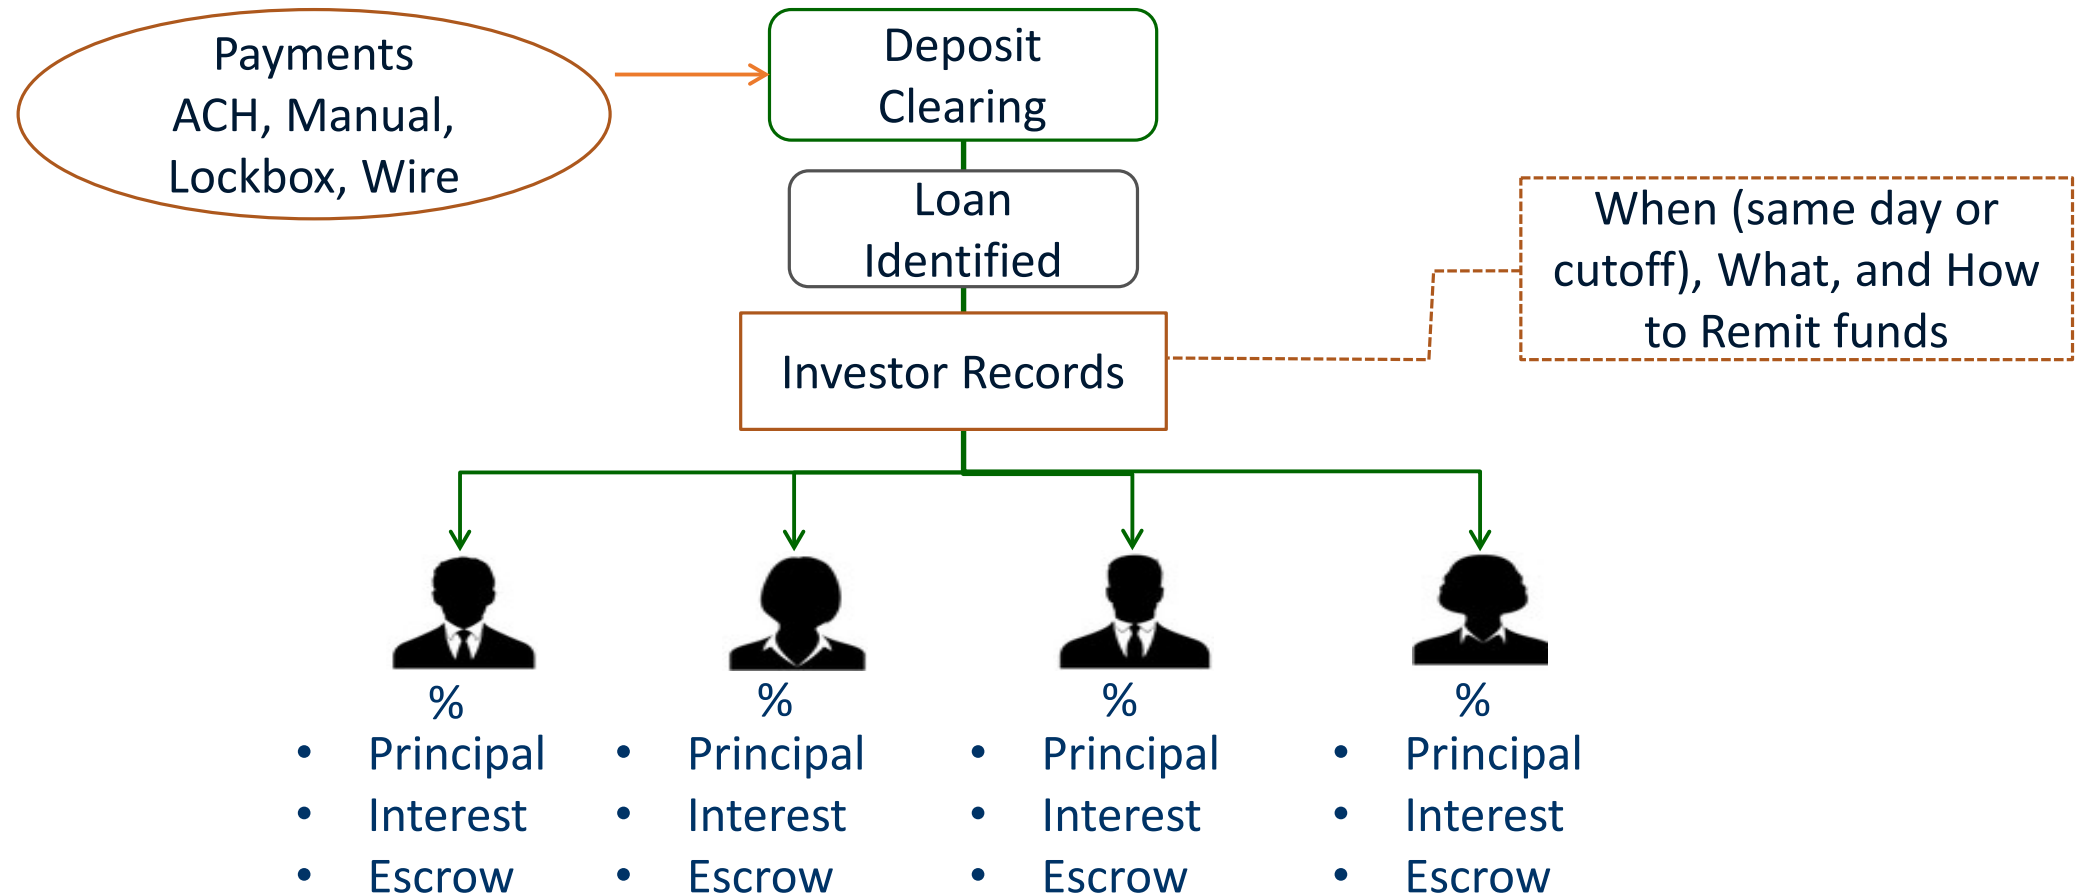 Payments
ACH, Manual,
Lockbox, Wire
Deposit
Clearing
Loan
Identified
When (same day or
cutoff), What, and How
to Remit funds
Investor Records
%
• Principal
• Interest
• Escrow
%
• Principal
• Interest
• Escrow
%
• Principal
• Interest
• Escrow
%
• Principal
• Interest
• Escrow